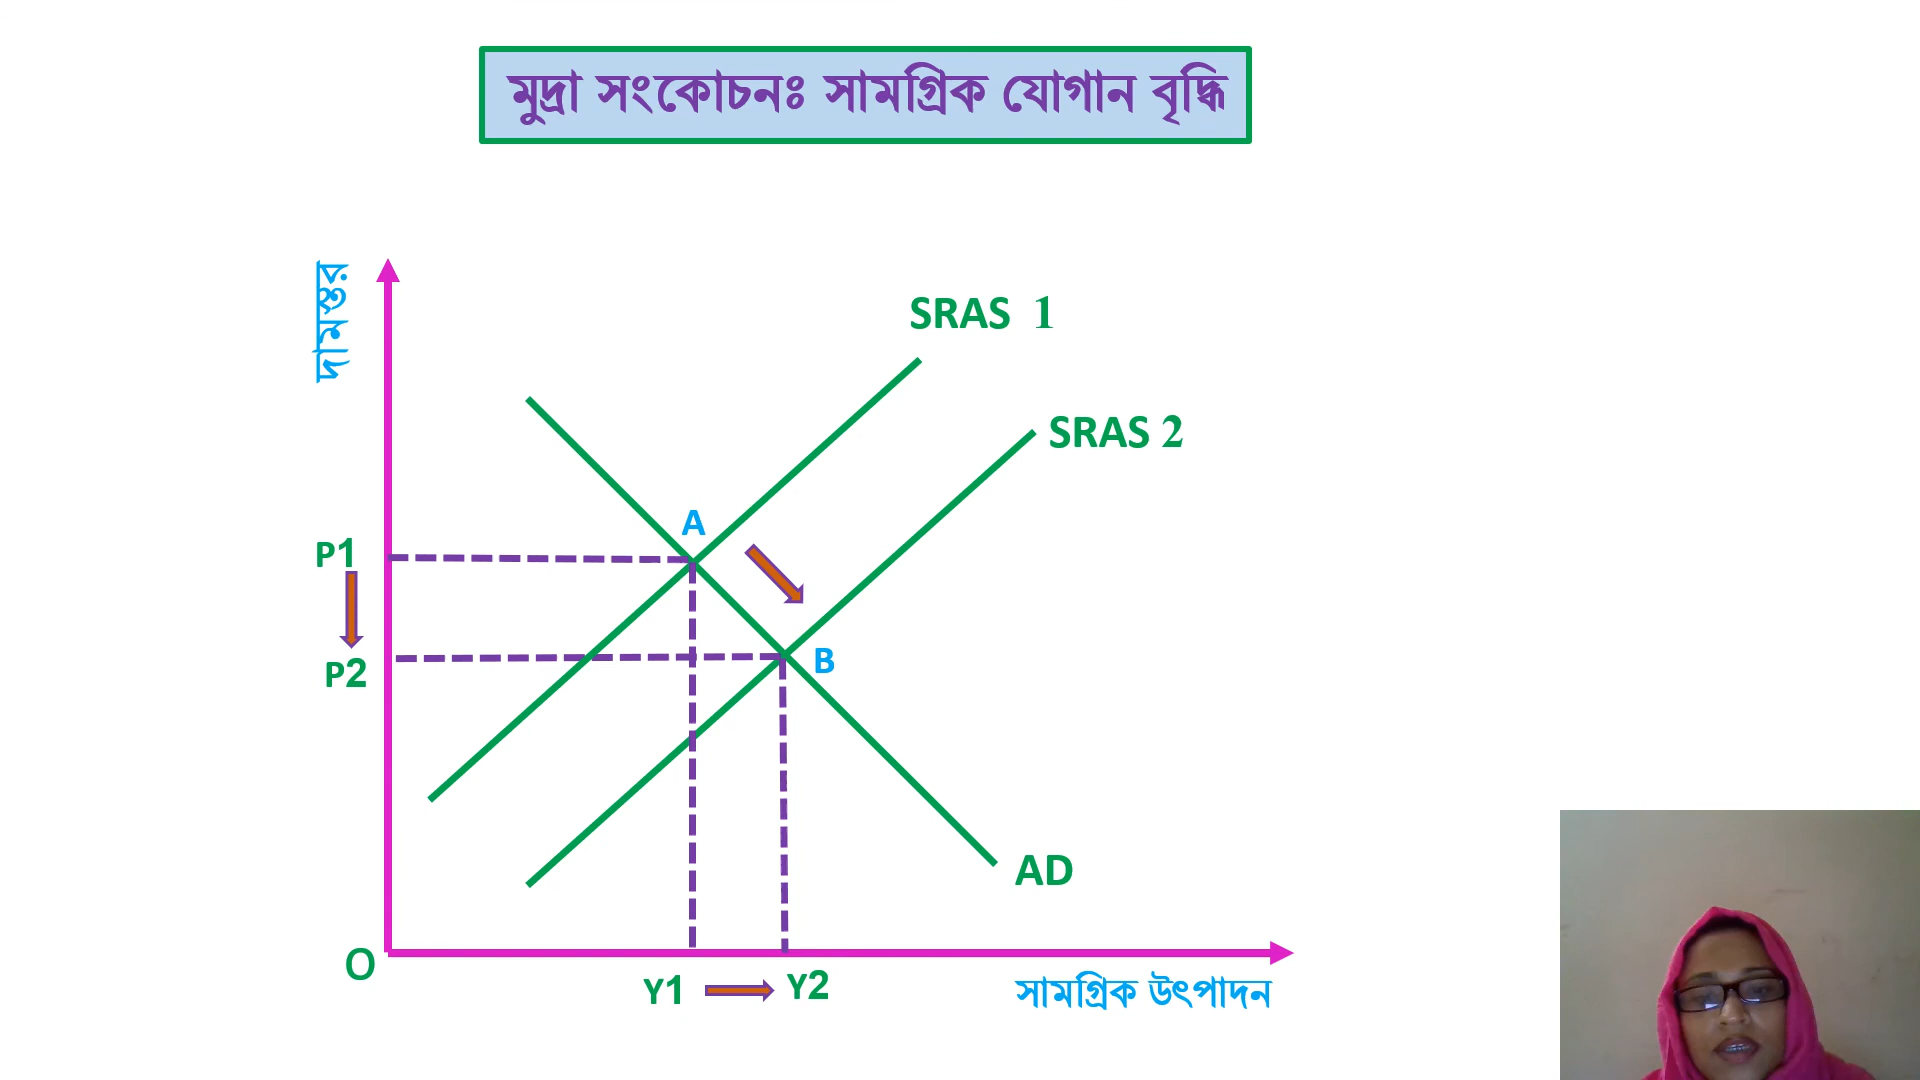 মুদ্রা সংকোচনঃ সামগ্রিক যোগান বৃদ্ধি
দামস্তর
SRAS 1
SRAS 2
A
P1
B
P2
AD
O
Y1
Y2
সামগ্রিক উৎপাদন